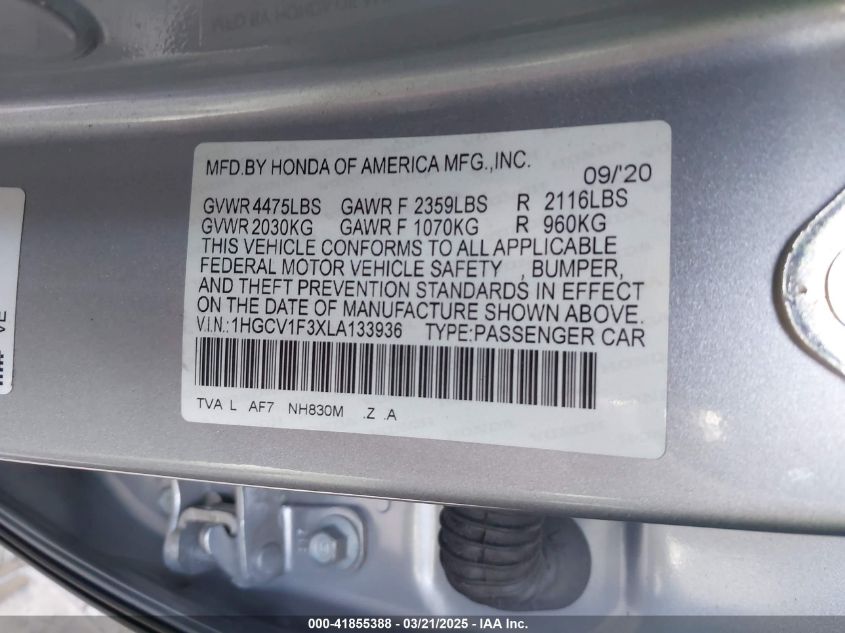 MFD.BY HONDA OF AMERICA MFG.,INC.
09/'20
GVWR 4475LBS GAWR F 2359LBS R 2116LBS
GVWR 2030KG GAWR F 1070KG R 960KG
THIS VEHICLE CONFORMS TO ALL APPLICABLE
FEDERAL MOTOR VEHICLE SAFETY , BUMPER,
AND THEFT PREVENTION STANDARDS IN EFFECT
ON THE DATE OF MANUFACTURE SHOWN ABOVE.
V.I.N.:1HGCV1F3XLA133936 TYPE:PASSENGER CAR
TVA L AF7 NH830M .Z .A
VE
000-41855388 - 03/21/2025 - IAA Inc.